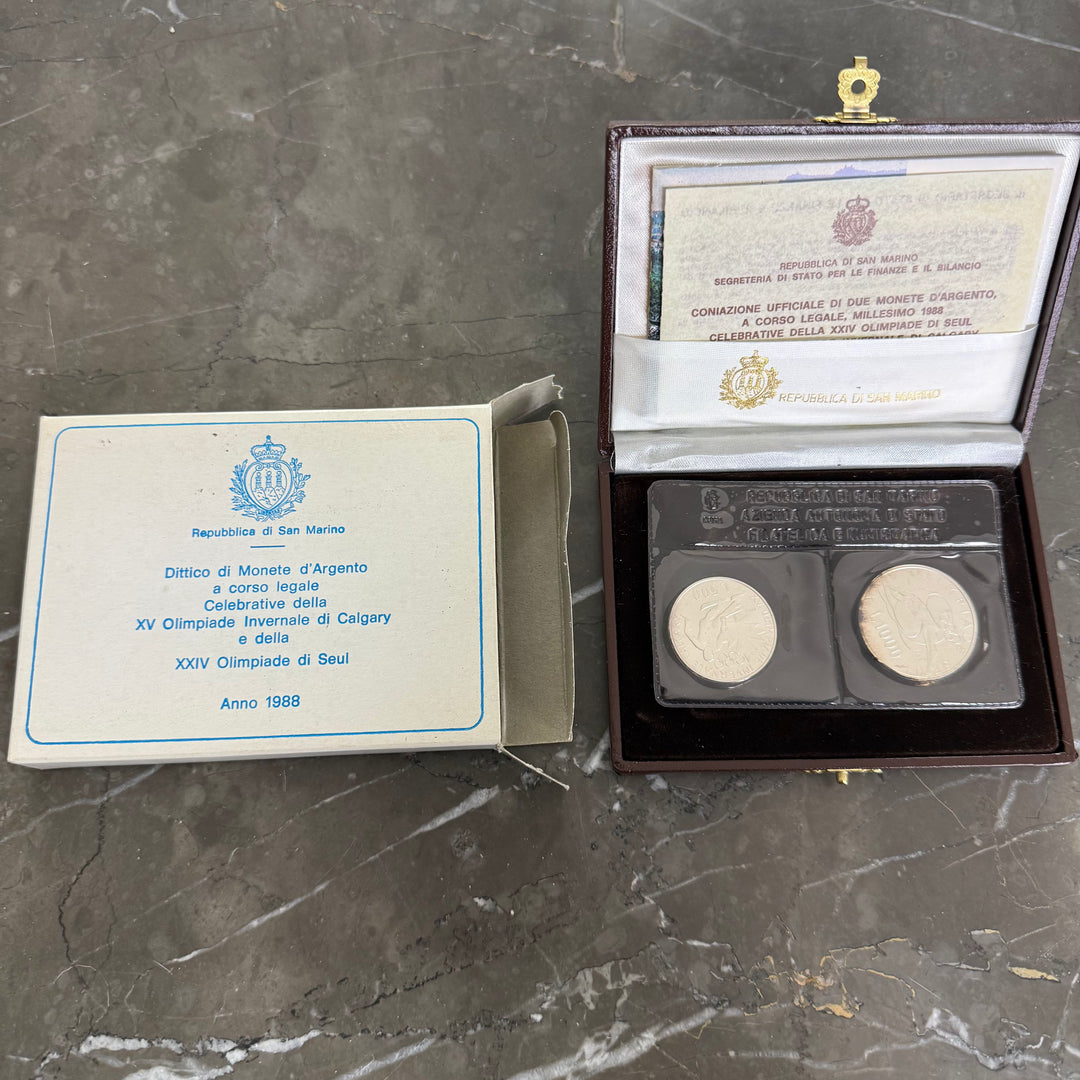 Repubblica di San Marino
Dittico di Monete d'Argento
a corso legale
Celebrative della
XV Olimpiade Invernale di Calgary
e della
XXIV Olimpiade di Seul
Anno 1988
REPUBBLICA DI SAN MARINO
SEGRETERIA DI STATO PER LE FINANZE E IL BILANCIO
CONIAZIONE UFFICIALE DI DUE MONETE D'ARGENTO,
A CORSO LEGALE, MILLESIMO 1988
CELEBRATIVE DELLA XXIV OLIMPIADE DI SEUL
DI CALGARY
REPUBBLICA DI SAN MARINO
REPUBBLICA DI SAN MARINO
AZIENDA AUTONOMA DI STATO
FILATELICA E NUMISMATICA
500
L.1000